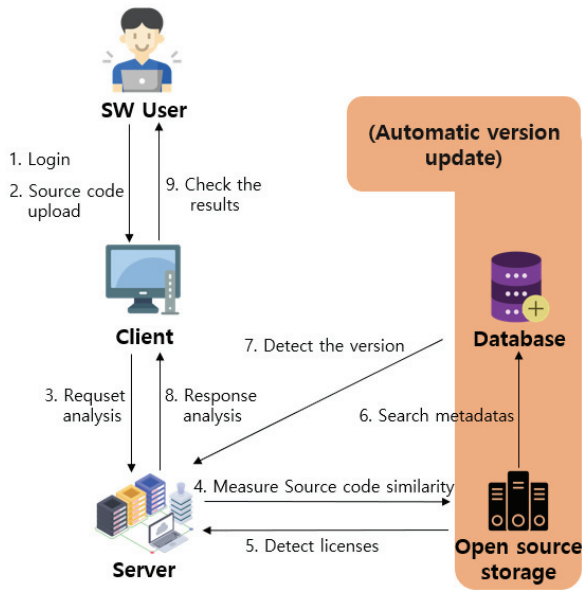 SW User
(Automatic version
update)
1. Login
2. Source code
upload
9. Check the
results
Client
7. Detect the version
Database
3. Requset
analysis
8. Response
analysis
6. Search metadatas
4. Measure Source code similarity
5. Detect licenses
Server
Open source
storage